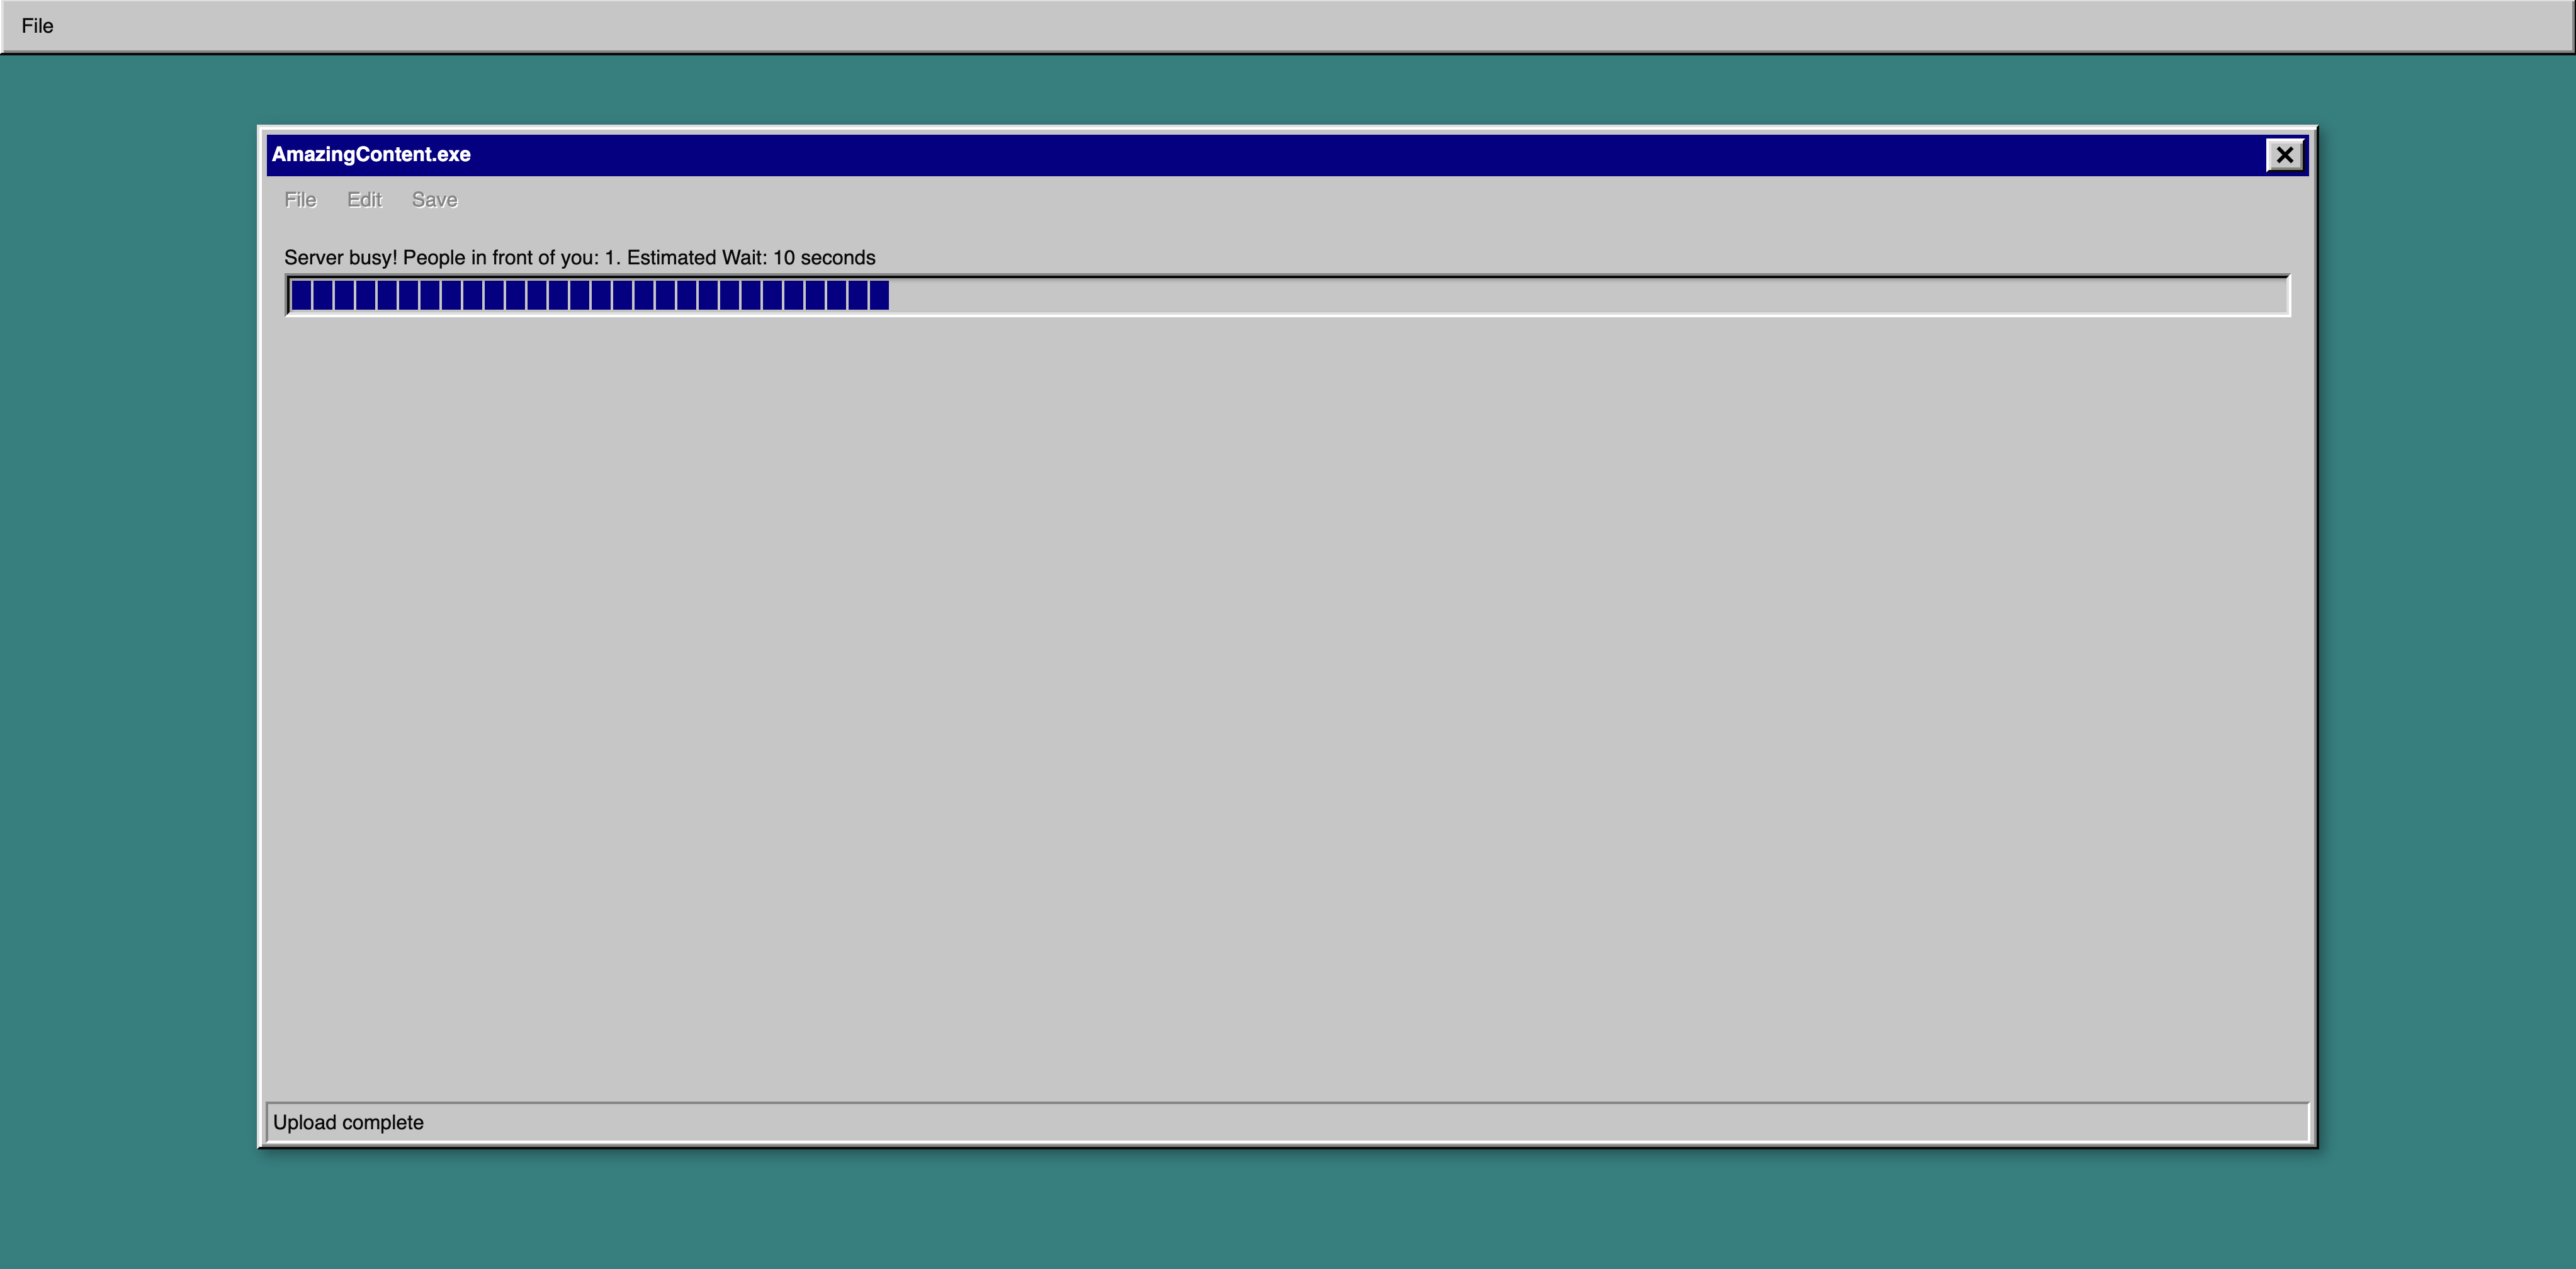 File
AmazingContent.exe
File Edit Save
Server busy! People in front of you: 1. Estimated Wait: 10 seconds
Upload complete